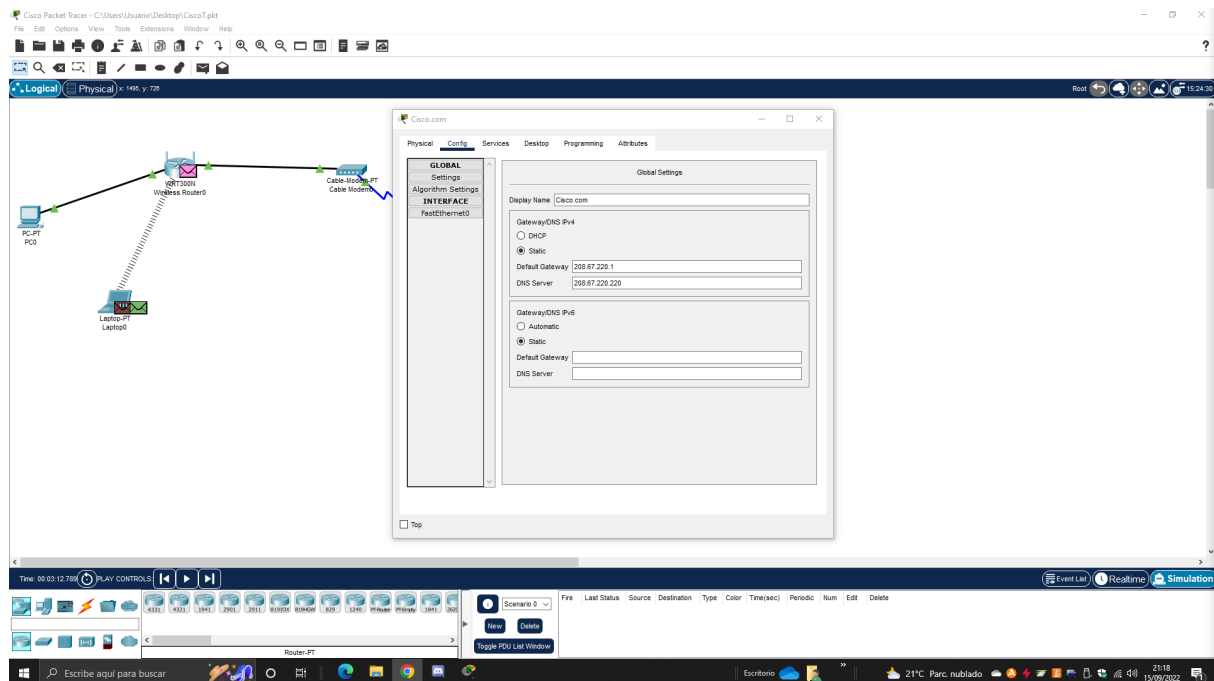 Cisco Packet Tracer - C:\Users\Usuario\Desktop\CiscoT.pkt
File Edit Options View Tools Extensions Window Help
?
Logical Physical x: 1495, y: 726 Root 15:24:30
Cisco.com
Physical Config Services Desktop Programming Attributes
GLOBAL
Settings
Algorithm Settings
INTERFACE
FastEthernet0
Global Settings
Display Name Cisco.com
Gateway/DNS IPv4
DHCP
Static
Default Gateway 208.67.220.1
DNS Server 208.67.220.220
Gateway/DNS IPv6
Automatic
Static
Default Gateway
DNS Server
Top
WRT300N
Wireless Router0
Cable-Modem-PT
Cable Modem0
PC-PT
PC0
Laptop-PT
Laptop0
Time: 00:03:12.789 PLAY CONTROLS: Event List Realtime Simulation
4331 4321 1941 2901 2911 819IOX 819HGW 829 1240 PT-Router PT-Empty 1841 2620
Router-PT
Scenario 0
New Delete
Toggle PDU List Window
Fire Last Status Source Destination Type Color Time(sec) Periodic Num Edit Delete
Escribe aquí para buscar
Escritorio
21°C Parc. nublado
21:18
15/09/2022